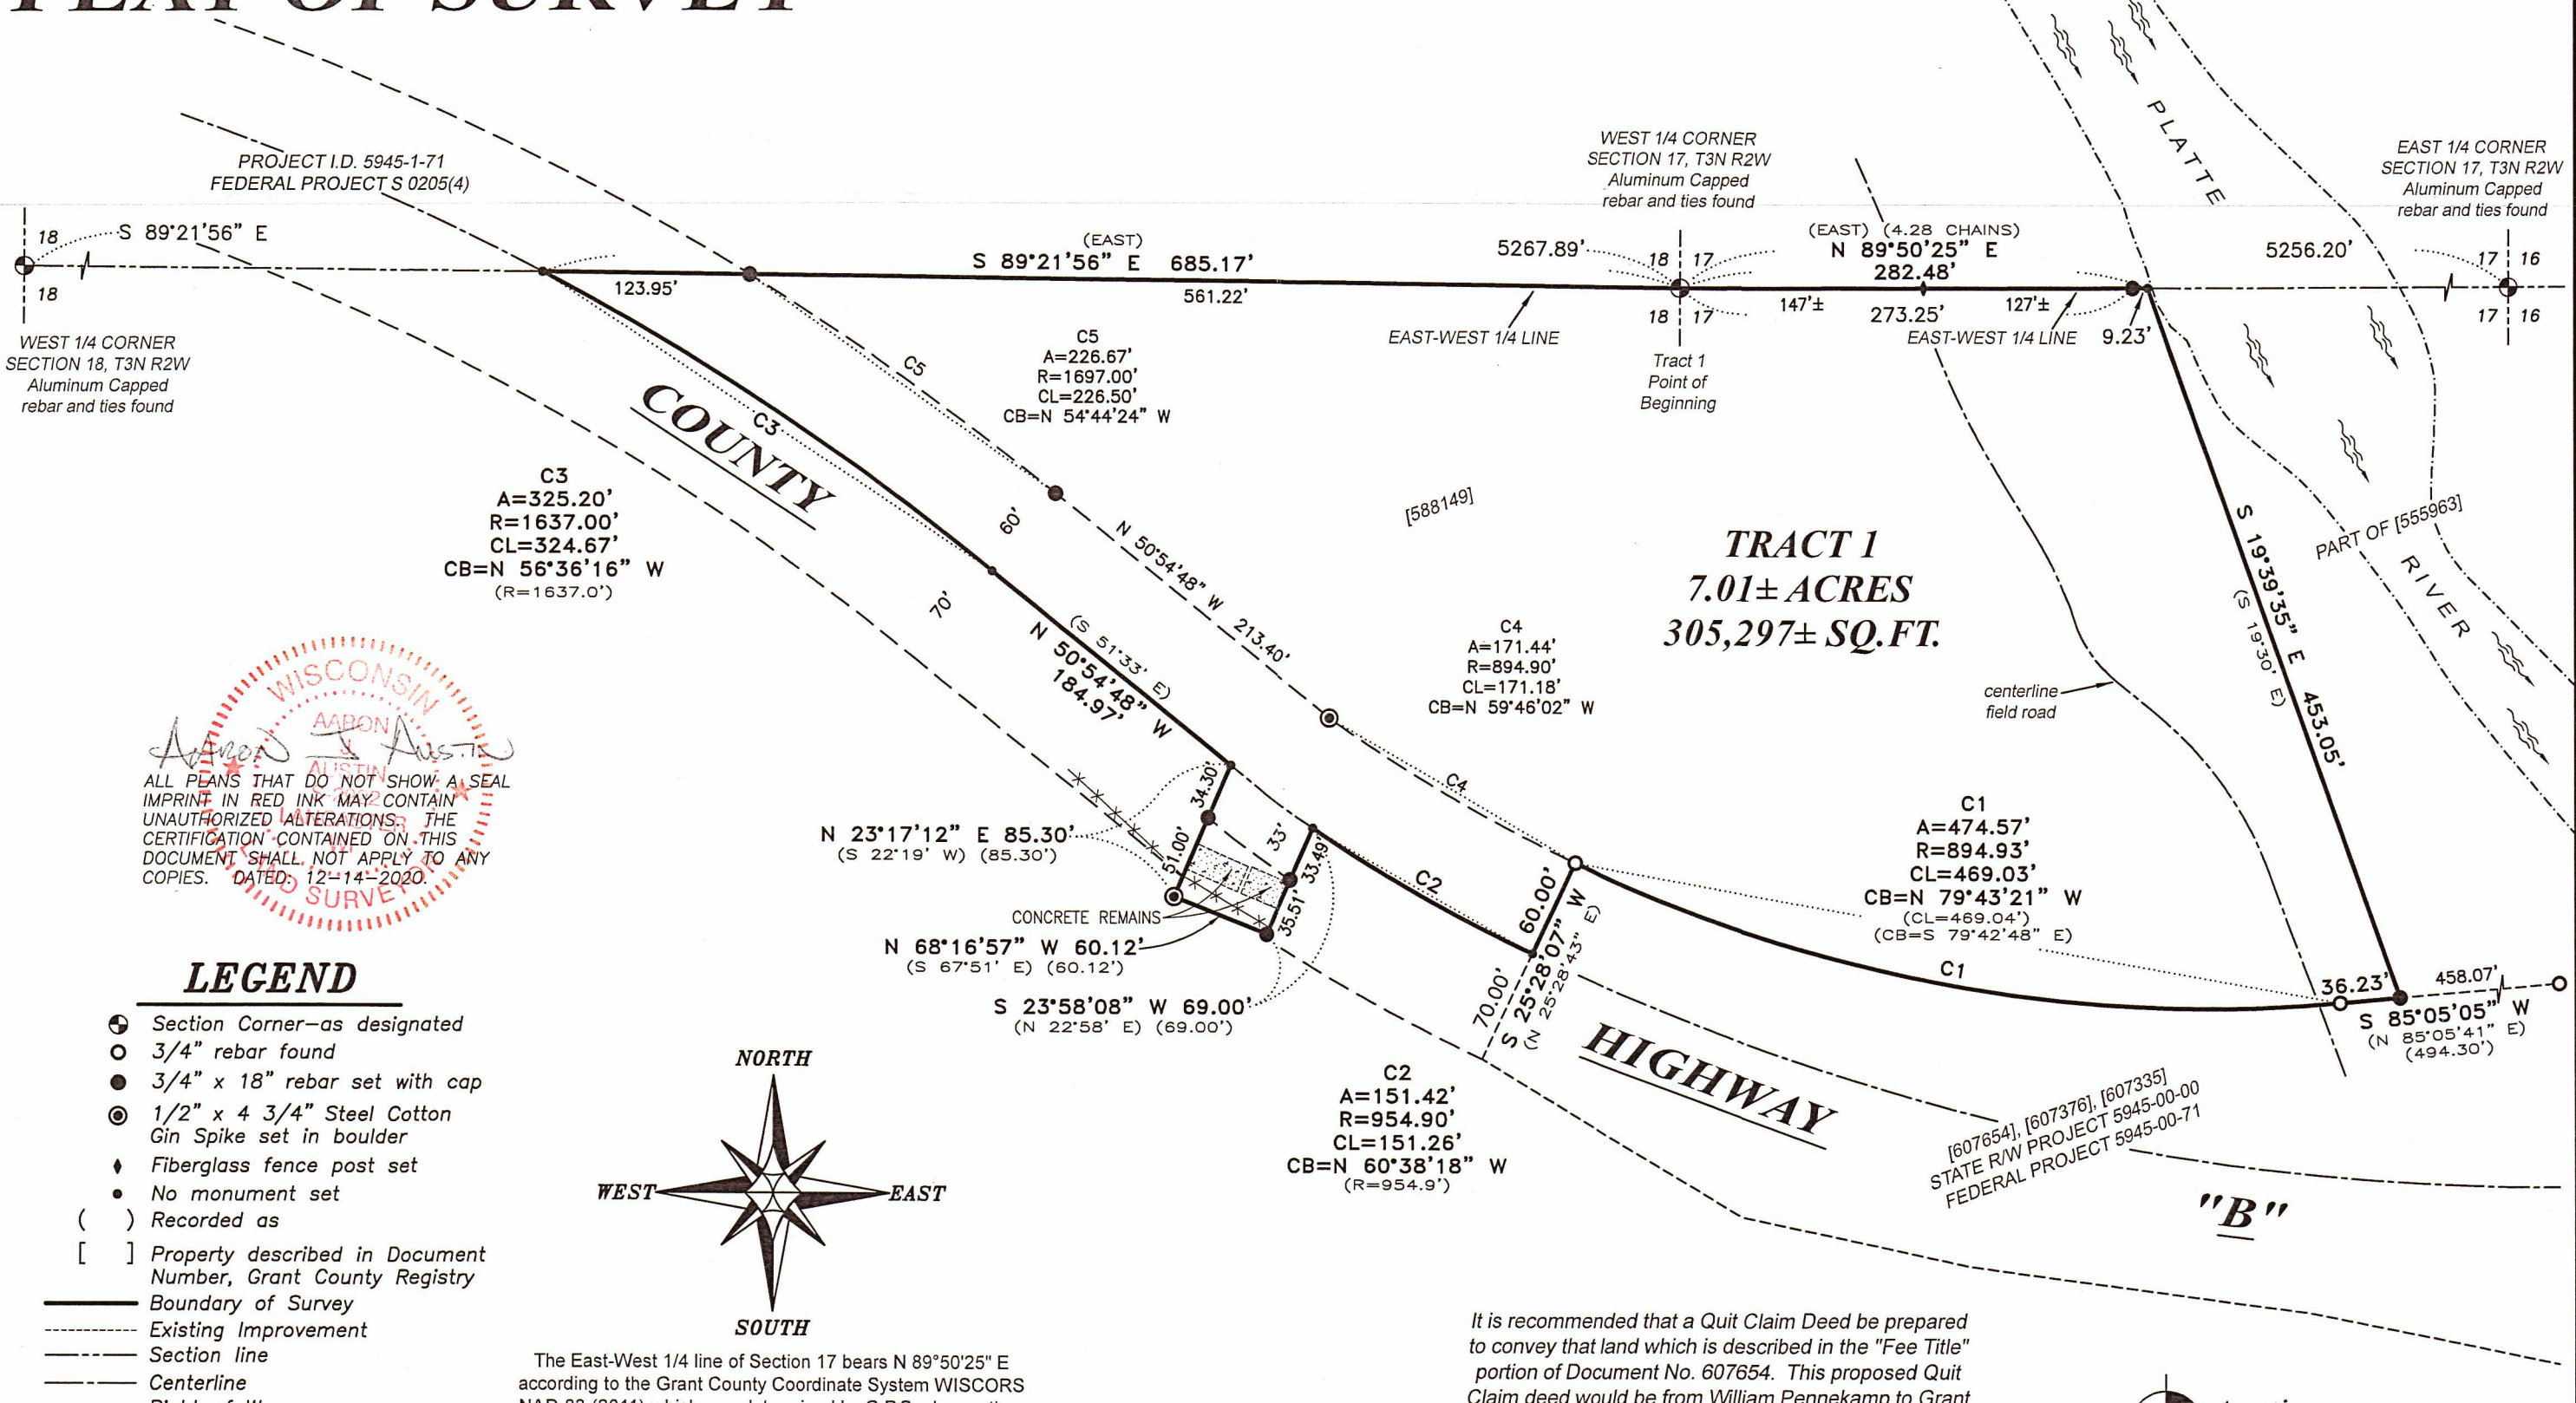 PLAT OF SURVEY
PROJECT I.D. 5945-1-71
FEDERAL PROJECT S 0205(4)
WEST 1/4 CORNER
SECTION 17, T3N R2W
Aluminum Capped
rebar and ties found
EAST 1/4 CORNER
SECTION 17, T3N R2W
Aluminum Capped
rebar and ties found
PLATTE
18
S 89°21'56" E
18
(EAST)
S 89°21'56" E 685.17'
123.95'
561.22'
5267.89'
18 17
18 17
(EAST) (4.28 CHAINS)
N 89°50'25" E
282.48'
147'±
273.25'
127'±
9.23'
5256.20'
17 16
17 16
EAST-WEST 1/4 LINE
EAST-WEST 1/4 LINE
WEST 1/4 CORNER
SECTION 18, T3N R2W
Aluminum Capped
rebar and ties found
Tract 1
Point of
Beginning
C5
C5
A=226.67'
R=1697.00'
CL=226.50'
CB=N 54°44'24" W
COUNTY
C3
C3
A=325.20'
R=1637.00'
CL=324.67'
CB=N 56°36'16" W
(R=1637.0')
60'
70'
N 50°54'48" W 213.40'
[588149]
TRACT 1
7.01± ACRES
305,297± SQ.FT.
S 19°39'35" E 453.05'
(S 19°30' E)
PART OF [555963]
RIVER
(S 51°33' E)
N 50°54'48" W
184.97'
C4
A=171.44'
R=894.90'
CL=171.18'
CB=N 59°46'02" W
C4
centerline
field road
WISCONSIN
AARON
J.
AUSTIN
LANCASTER
WI
LAND SURVEYOR
Aaron J Austin
ALL PLANS THAT DO NOT SHOW A SEAL
IMPRINT IN RED INK MAY CONTAIN
UNAUTHORIZED ALTERATIONS. THE
CERTIFICATION CONTAINED ON THIS
DOCUMENT SHALL NOT APPLY TO ANY
COPIES. DATED: 12-14-2020.
34.30'
51.00'
33'
33.49'
35.51'
N 23°17'12" E 85.30'
(S 22°19' W) (85.30')
CONCRETE REMAINS
N 68°16'57" W 60.12'
(S 67°51' E) (60.12')
S 23°58'08" W 69.00'
(N 22°58' E) (69.00')
C2
60.00'
70.00'
S 25°28'07" W
(N 25°28'43" E)
C1
A=474.57'
R=894.93'
CL=469.03'
CB=N 79°43'21" W
(CL=469.04')
(CB=S 79°42'48" E)
C1
36.23'
458.07'
S 85°05'05" W
(N 85°05'41" E)
(494.30')
HIGHWAY
C2
A=151.42'
R=954.90'
CL=151.26'
CB=N 60°38'18" W
(R=954.9')
[607654], [607376], [607335]
STATE R/W PROJECT 5945-00-00
FEDERAL PROJECT 5945-00-71
"B"
LEGEND
Section Corner-as designated
3/4" rebar found
3/4" x 18" rebar set with cap
1/2" x 4 3/4" Steel Cotton
Gin Spike set in boulder
Fiberglass fence post set
No monument set
( ) Recorded as
[ ] Property described in Document
Number, Grant County Registry
Boundary of Survey
Existing Improvement
Section line
Centerline
NORTH
WEST
EAST
SOUTH
The East-West 1/4 line of Section 17 bears N 89°50'25" E
according to the Grant County Coordinate System WISCORS
It is recommended that a Quit Claim Deed be prepared
to convey that land which is described in the "Fee Title"
portion of Document No. 607654. This proposed Quit
Claim deed would be from William Pennekamp to Grant